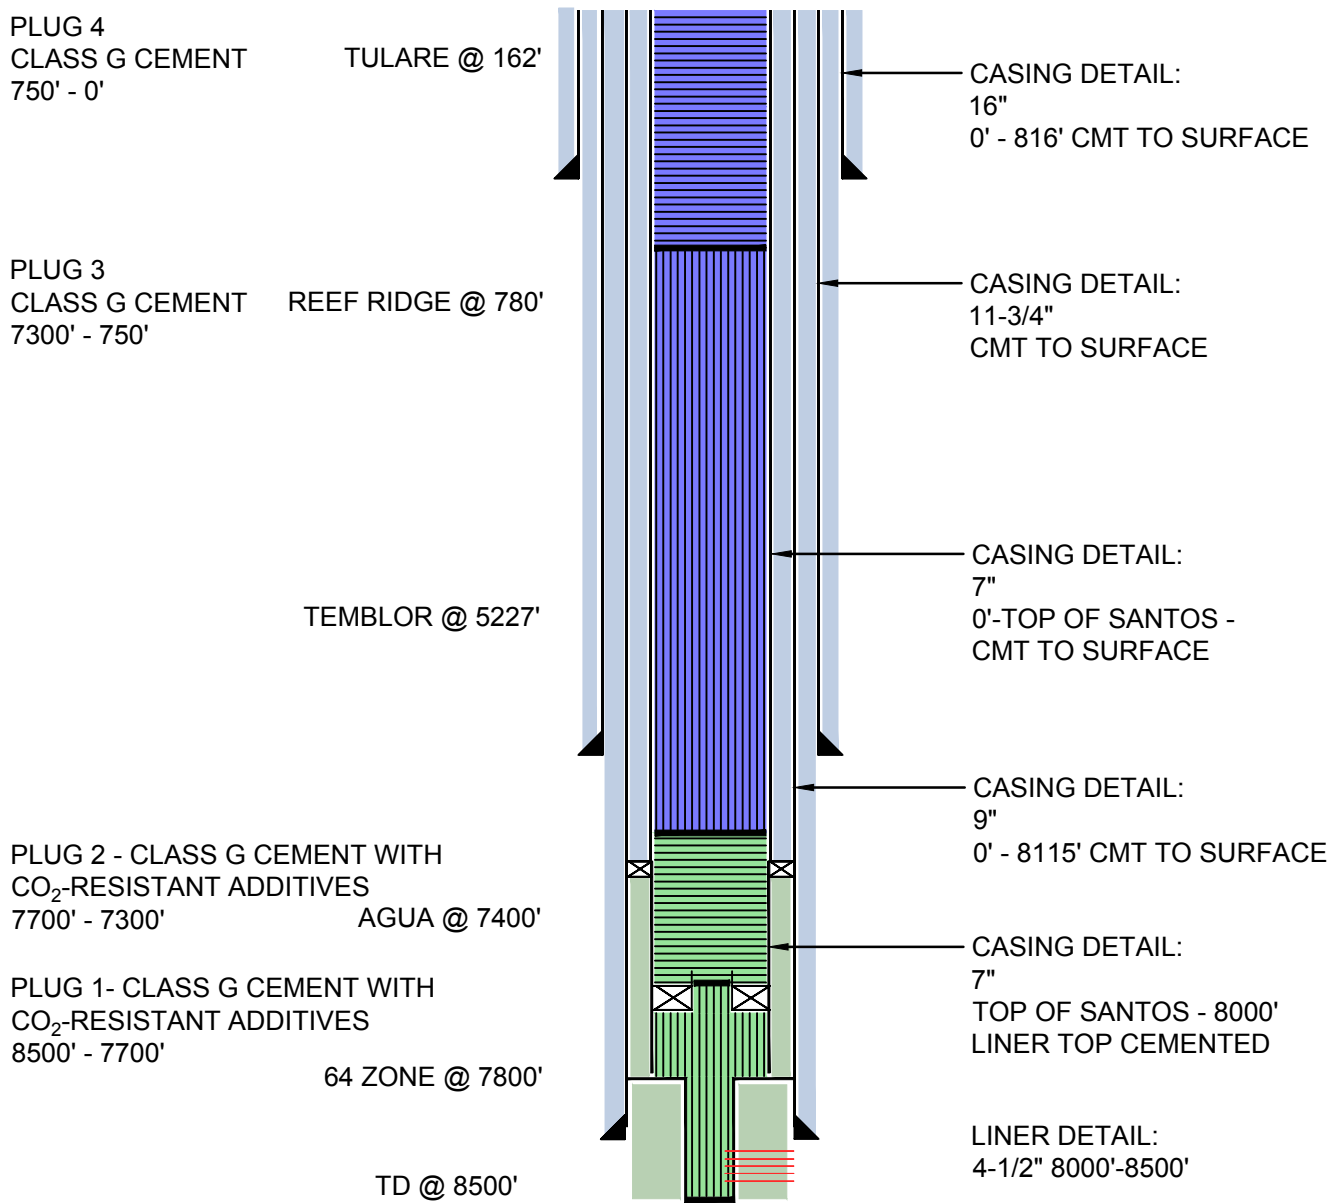 PLUG 4
CLASS G CEMENT
750' - 0'
TULARE @ 162'
CASING DETAIL:
16"
0' - 816' CMT TO SURFACE
PLUG 3
CLASS G CEMENT
7300' - 750'
REEF RIDGE @ 780'
CASING DETAIL:
11-3/4"
CMT TO SURFACE
CASING DETAIL:
7"
0'-TOP OF SANTOS -
CMT TO SURFACE
TEMBLOR @ 5227'
CASING DETAIL:
9"
0' - 8115' CMT TO SURFACE
PLUG 2 - CLASS G CEMENT WITH
CO₂-RESISTANT ADDITIVES
7700' - 7300'
AGUA @ 7400'
CASING DETAIL:
7"
TOP OF SANTOS - 8000'
LINER TOP CEMENTED
PLUG 1- CLASS G CEMENT WITH
CO₂-RESISTANT ADDITIVES
8500' - 7700'
64 ZONE @ 7800'
LINER DETAIL:
4-1/2" 8000'-8500'
TD @ 8500'